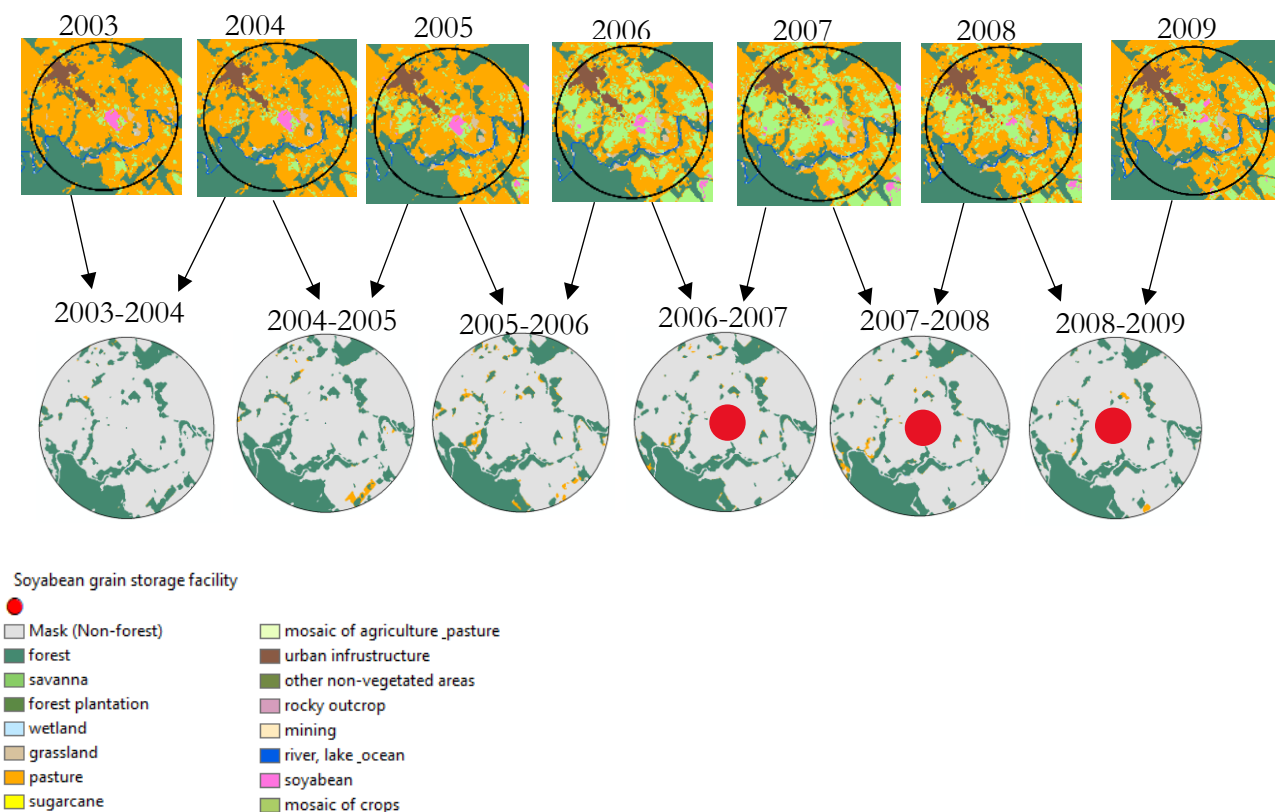 2003
2004
2005
2006
2007
2008
2009
2003-2004
2004-2005
2005-2006
2006-2007
2007-2008
2008-2009
Soyabean grain storage facility
Mask (Non-forest)
forest
savanna
forest plantation
wetland
grassland
pasture
sugarcane
mosaic of agriculture _pasture
urban infrustructure
other non-vegetated areas
rocky outcrop
mining
river, lake _ocean
soyabean
mosaic of crops